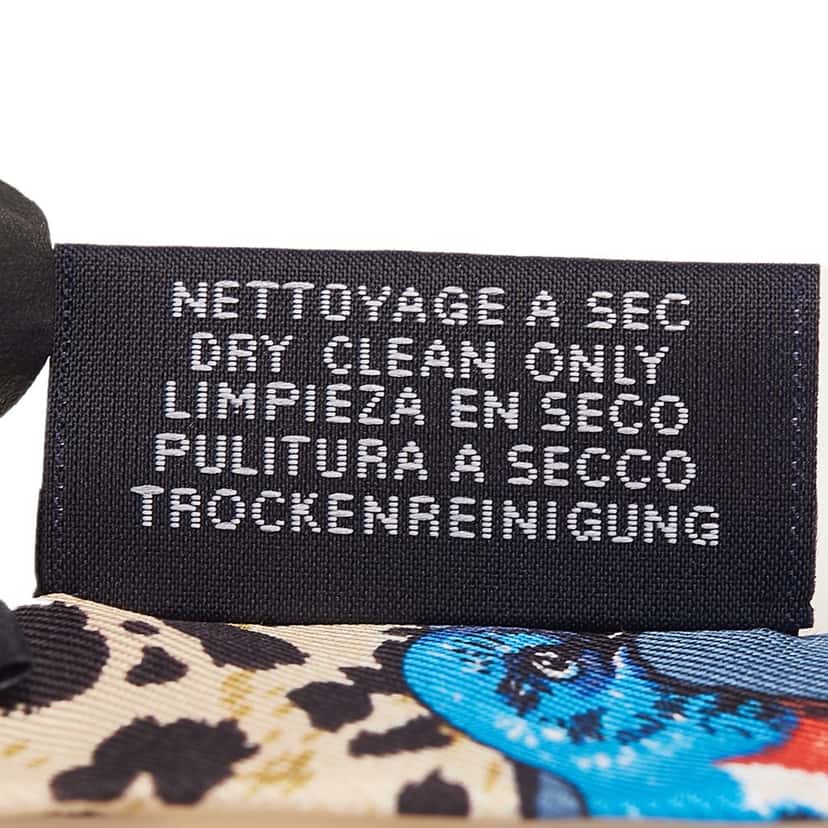 NETTOYAGE A SEC
DRY CLEAN ONLY
LIMPIEZA EN SECO
PULITURA A SECCO
TROCKENREINIGUNG